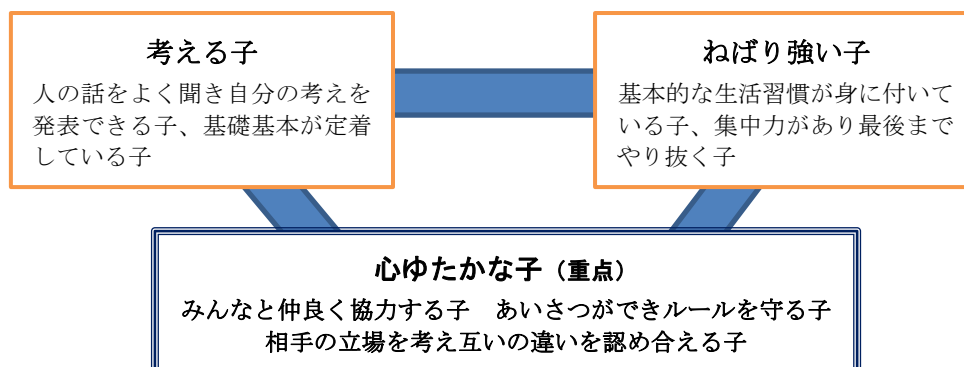 考える子
人の話をよく聞き自分の考えを
発表できる子、基礎基本が定着
している子
ねばり強い子
基本的な生活習慣が身に付いて
いる子、集中力があり最後まで
やり抜く子
心ゆたかな子（重点）
みんなと仲良く協力する子　あいさつができルールを守る子
相手の立場を考え互いの違いを認め合える子